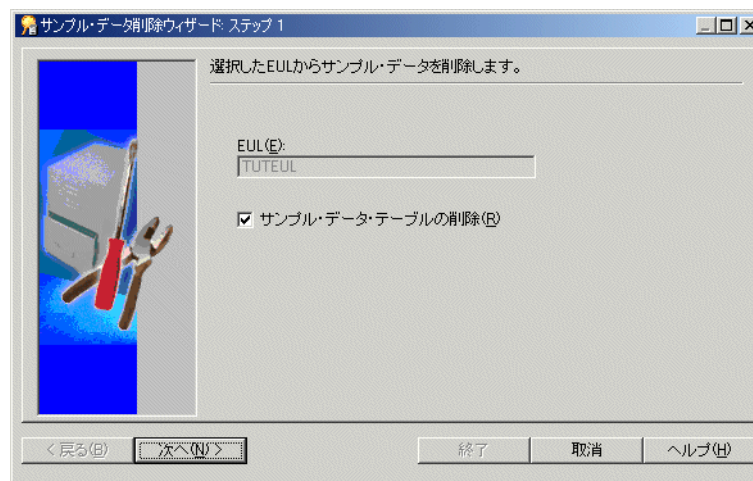 サンプル・データ削除ウィザード: ステップ 1
選択したEULからサンプル・データを削除します。
EUL(E):
TUTEUL
サンプル・データ・テーブルの削除(R)
< 戻る(B) 次へ(N) > 終了 取消 ヘルプ(H)